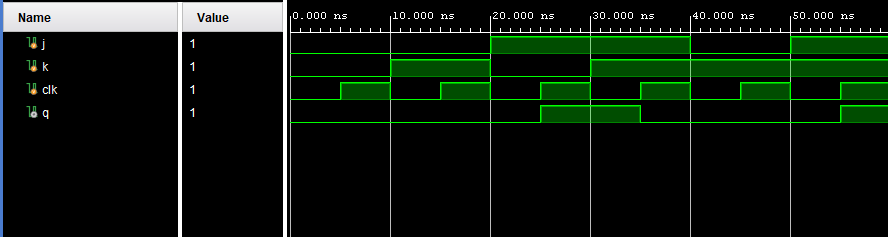 Name Value 0.000 ns 10.000 ns 20.000 ns 30.000 ns 40.000 ns 50.000 ns
j 1
k 1
clk 1
q 1